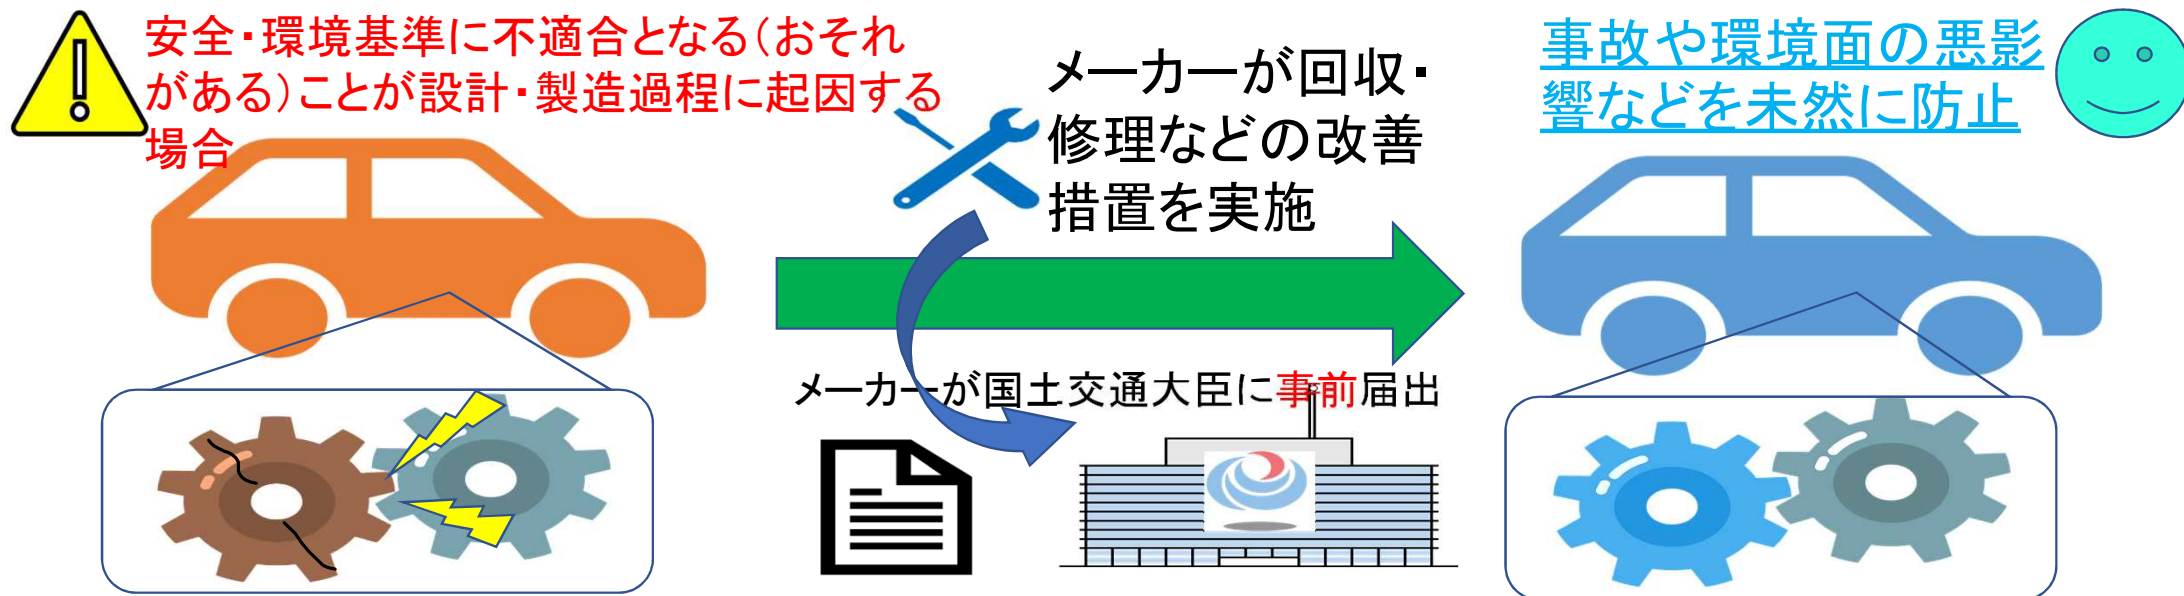 安全・環境基準に不適合となる（おそれ
がある）ことが設計・製造過程に起因する
場合
メーカーが回収・
修理などの改善
措置を実施
メーカーが国土交通大臣に事前届出
事故や環境面の悪影
響などを未然に防止